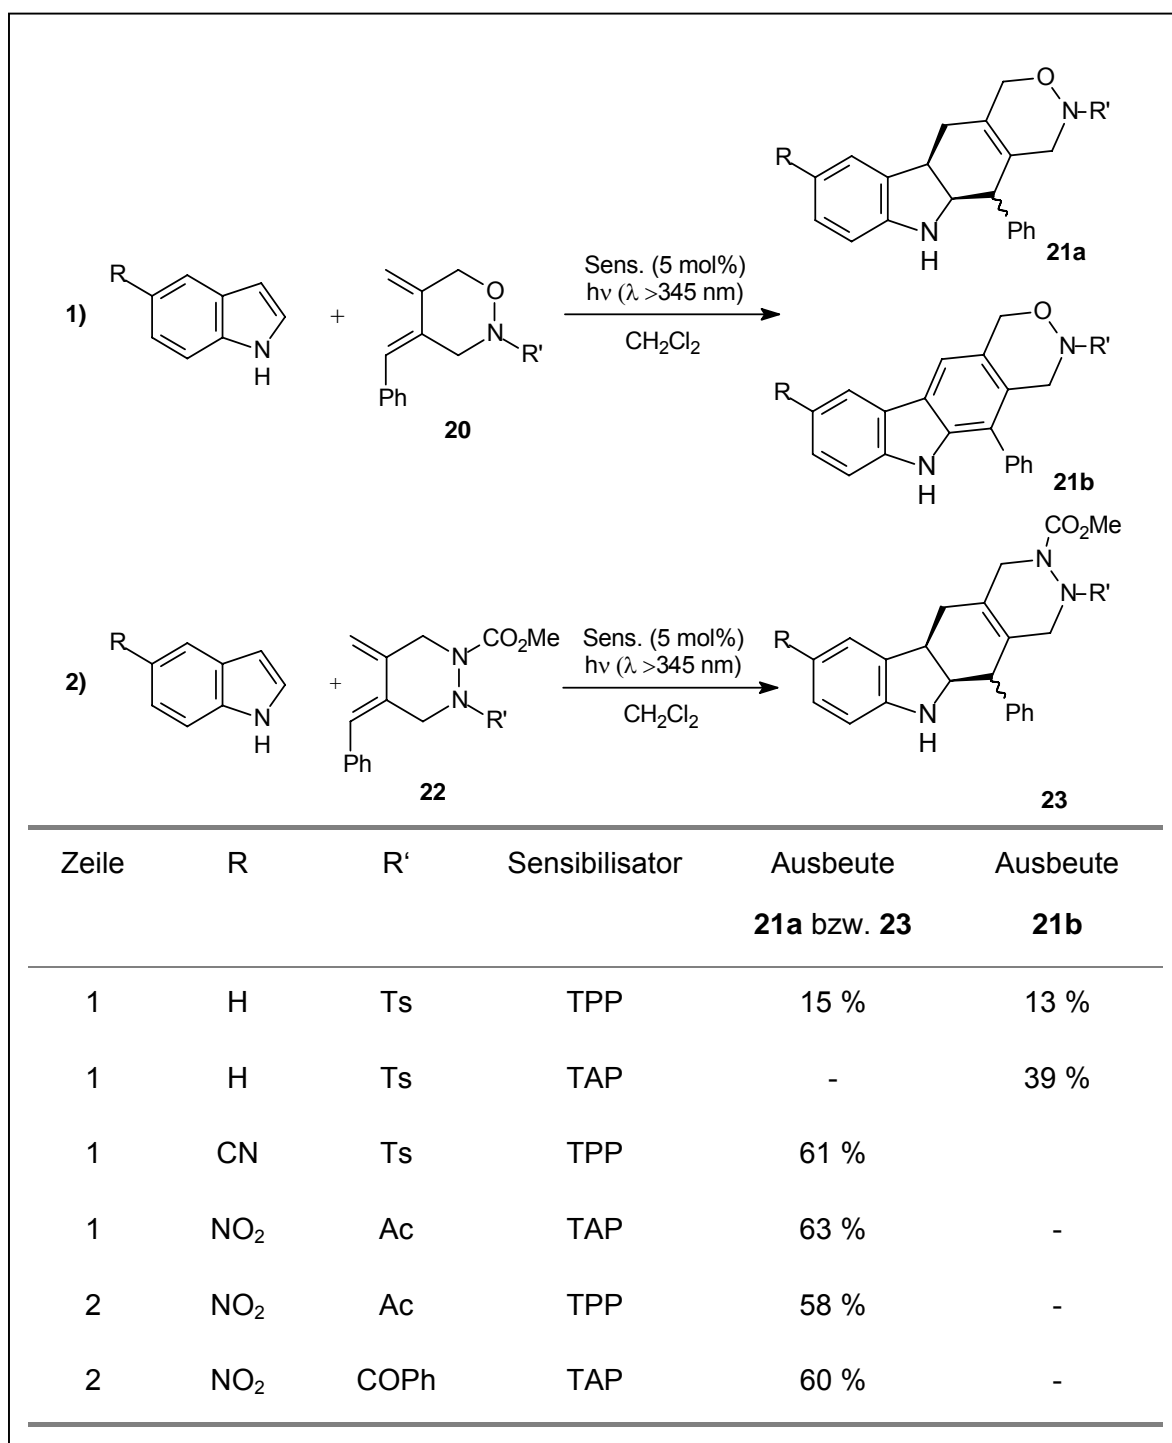 1)
R
N
H
+
O
N
R'
Ph
20
Sens. (5 mol%)
hν (λ >345 nm)
CH2Cl2
O
N-R'
R
N
H
Ph
21a
O
N-R'
R
N
H
Ph
21b
2)
R
N
H
+
N
CO2Me
N
R'
Ph
22
Sens. (5 mol%)
hν (λ >345 nm)
CH2Cl2
CO2Me
N
N-R'
R
N
H
Ph
23
Zeile R R‘ Sensibilisator Ausbeute Ausbeute
21a bzw. 23 21b
1 H Ts TPP 15 % 13 %
1 H Ts TAP - 39 %
1 CN Ts TPP 61 %
1 NO2 Ac TAP 63 % -
2 NO2 Ac TPP 58 % -
2 NO2 COPh TAP 60 % -